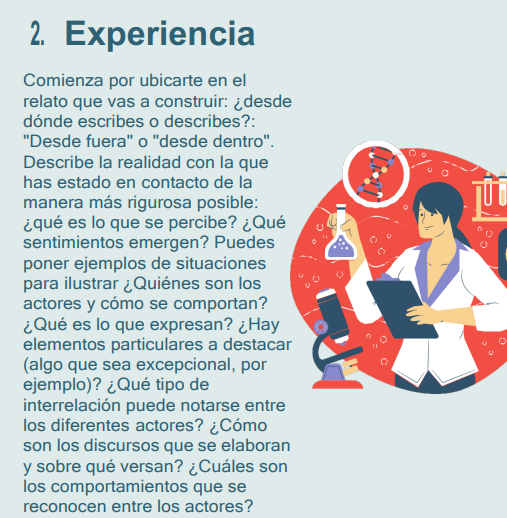 2. Experiencia
Comienza por ubicarte en el
relato que vas a construir: ¿desde
dónde escribes o describes?:
"Desde fuera" o "desde dentro".
Describe la realidad con la que
has estado en contacto de la
manera más rigurosa posible:
¿qué es lo que se percibe? ¿Qué
sentimientos emergen? Puedes
poner ejemplos de situaciones
para ilustrar ¿Quiénes son los
actores y cómo se comportan?
¿Qué es lo que expresan? ¿Hay
elementos particulares a destacar
(algo que sea excepcional, por
ejemplo)? ¿Qué tipo de
interrelación puede notarse entre
los diferentes actores? ¿Cómo
son los discursos que se elaboran
y sobre qué versan? ¿Cuáles son
los comportamientos que se
reconocen entre los actores?